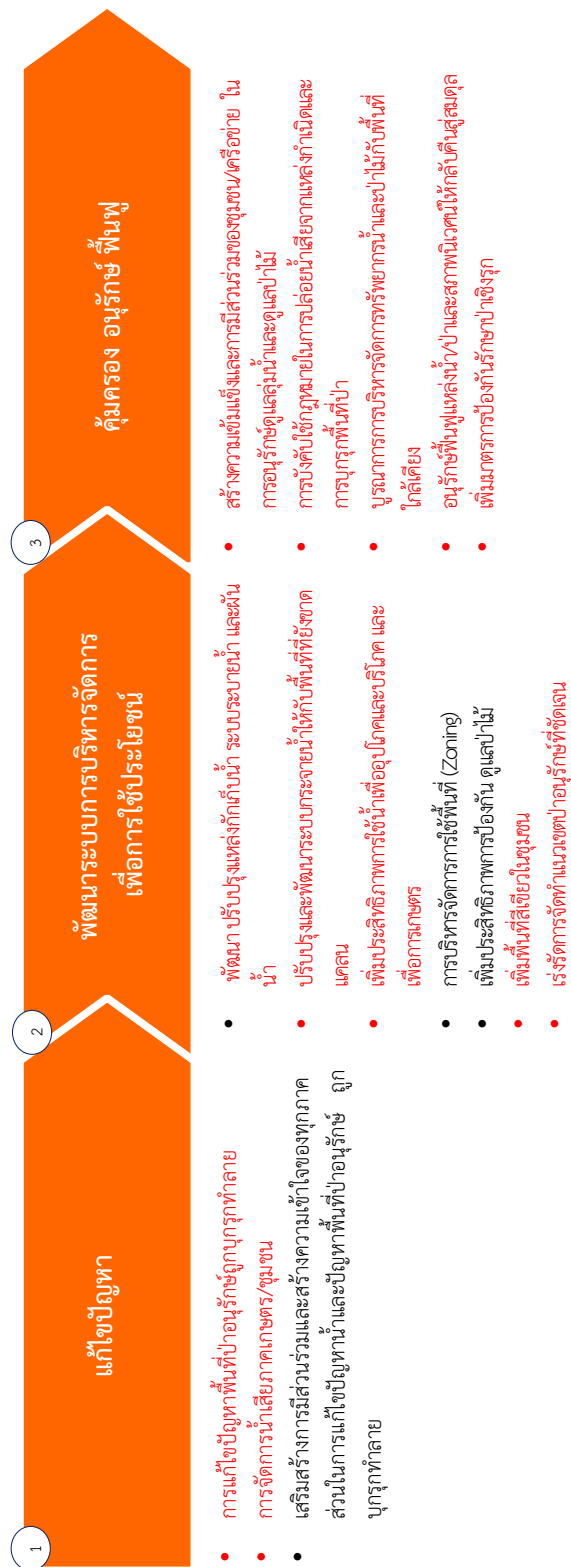 1
แก้ไขปัญหา
• การแก้ไขปัญหาพื้นที่ป่าอนุรักษ์ถูกบุกรุกทำลาย
• การจัดการน้ำเสียภาคเกษตร/ชุมชน
• เสริมสร้างการมีส่วนร่วมและสร้างความเข้าใจของทุกภาค
ส่วนในการแก้ไขปัญหาน้ำและปัญหาพื้นที่ป่าอนุรักษ์ ถูก
บุกรุกทำลาย
2
พัฒนาระบบการบริหารจัดการ
เพื่อการใช้ประโยชน์
• พัฒนา ปรับปรุงแหล่งกักเก็บน้ำ ระบบระบายน้ำ และผัน
น้ำ
• ปรับปรุงและพัฒนาระบบกระจายน้ำให้กับพื้นที่ที่ยังขาด
แคลน
• เพิ่มประสิทธิภาพการใช้น้ำเพื่ออุปโภคและบริโภค และ
เพื่อการเกษตร
• การบริหารจัดการการใช้พื้นที่ (Zoning)
• เพิ่มประสิทธิภาพการป้องกัน ดูแลป่าไม้
• เพิ่มพื้นที่สีเขียวในชุมชน
• เร่งรัดการจัดทำแนวเขตป่าอนุรักษ์ที่ชัดเจน
3
คุ้มครอง อนุรักษ์ ฟื้นฟู
• สร้างความเข้มแข็งและการมีส่วนร่วมของชุมชน/เครือข่าย ใน
การอนุรักษ์ดูแลลุ่มน้ำและดูแลป่าไม้
• การบังคับใช้กฎหมายในการปล่อยน้ำเสียจากแหล่งกำเนิดและ
การบุกรุกพื้นที่ป่า
• บูรณาการการบริหารจัดการทรัพยากรน้ำและป่าไม้กับพื้นที่
ใกล้เคียง
• อนุรักษ์ฟื้นฟูแหล่งน้ำ/ป่าและสภาพนิเวศน์ให้กลับคืนสู่สมดุล
• เพิ่มมาตรการป้องกันรักษาป่าเชิงรุก